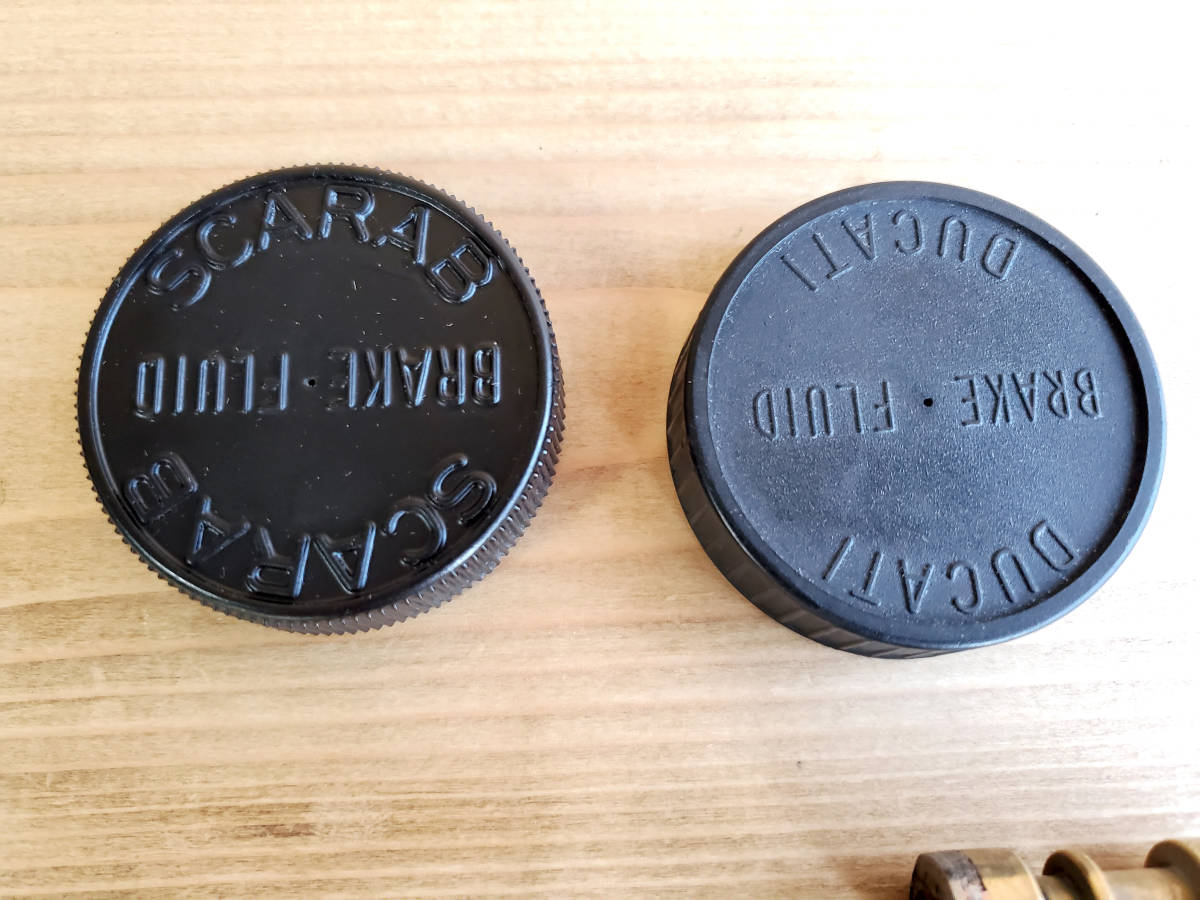 SCARAB
BRAKE · FLUID
SCARAB
DUCATI
BRAKE · FLUID
DUCATI